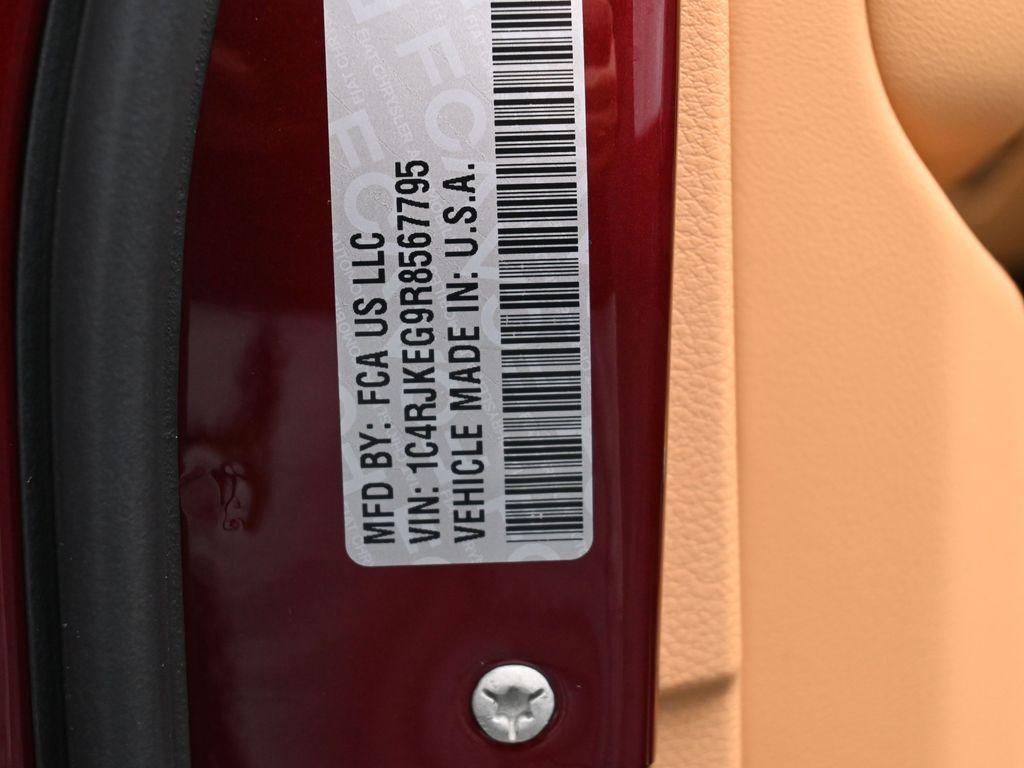 MFD BY: FCA US LLC
VIN: 1C4RJKEG9R8567795
VEHICLE MADE IN: U.S.A.